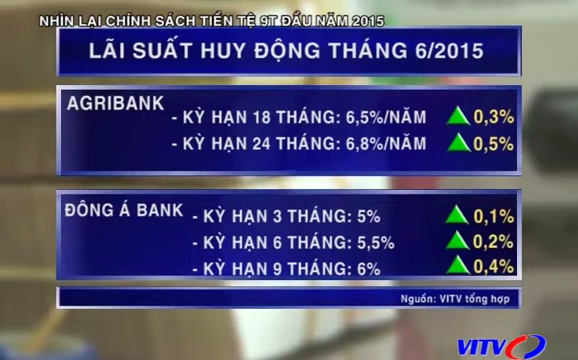 NHÌN LẠI CHÍNH SÁCH TIỀN TỆ 9T ĐẦU NĂM 2015
LÃI SUẤT HUY ĐỘNG THÁNG 6/2015
AGRIBANK
- KỲ HẠN 18 THÁNG: 6,5%/NĂM 0,3%
- KỲ HẠN 24 THÁNG: 6,8%/NĂM 0,5%
ĐÔNG Á BANK
- KỲ HẠN 3 THÁNG: 5% 0,1%
- KỲ HẠN 6 THÁNG: 5,5% 0,2%
- KỲ HẠN 9 THÁNG: 6% 0,4%
Nguồn: VITV tổng hợp
VITV